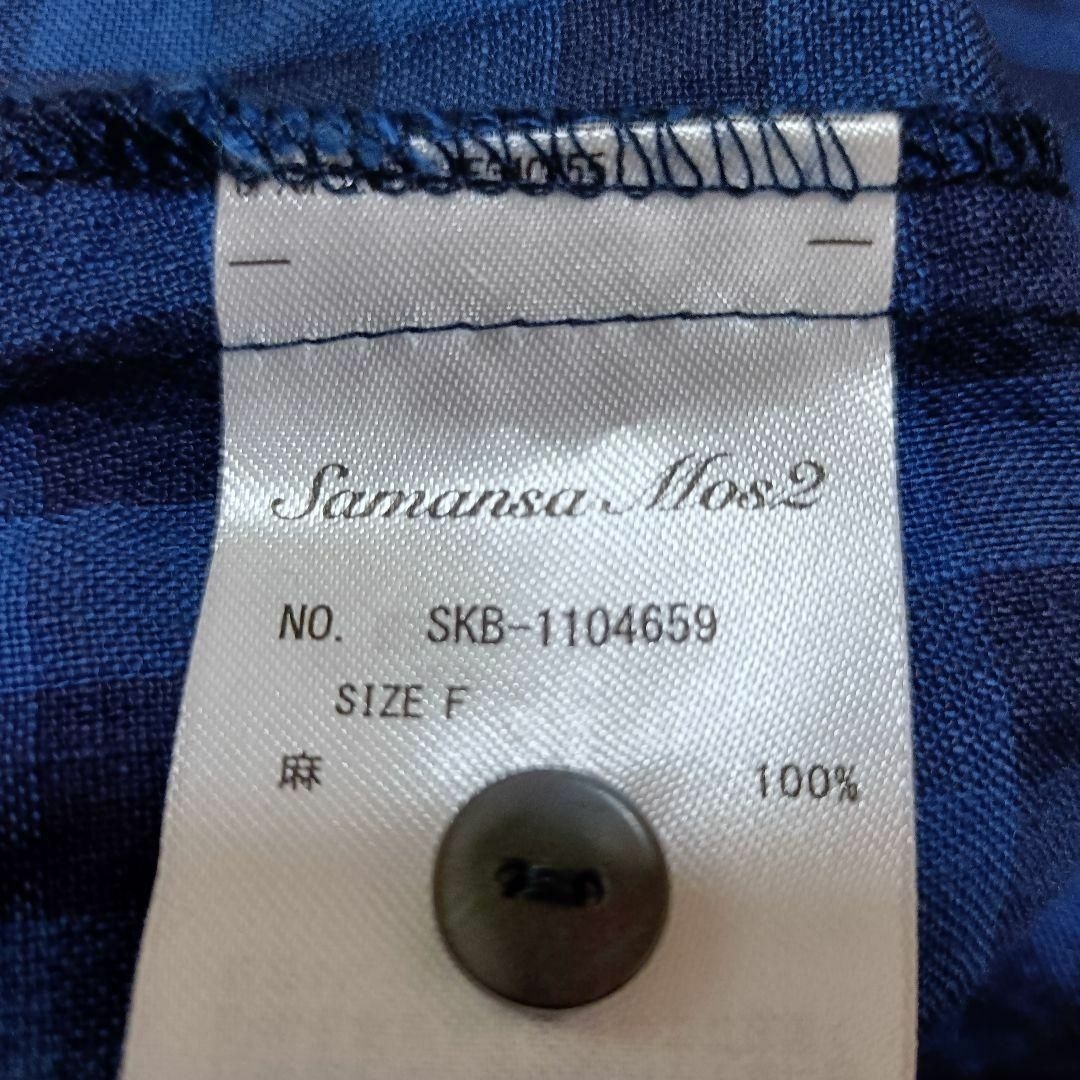 Samansa Mos2
NO. SKB-1104659
SIZE F
麻 100%